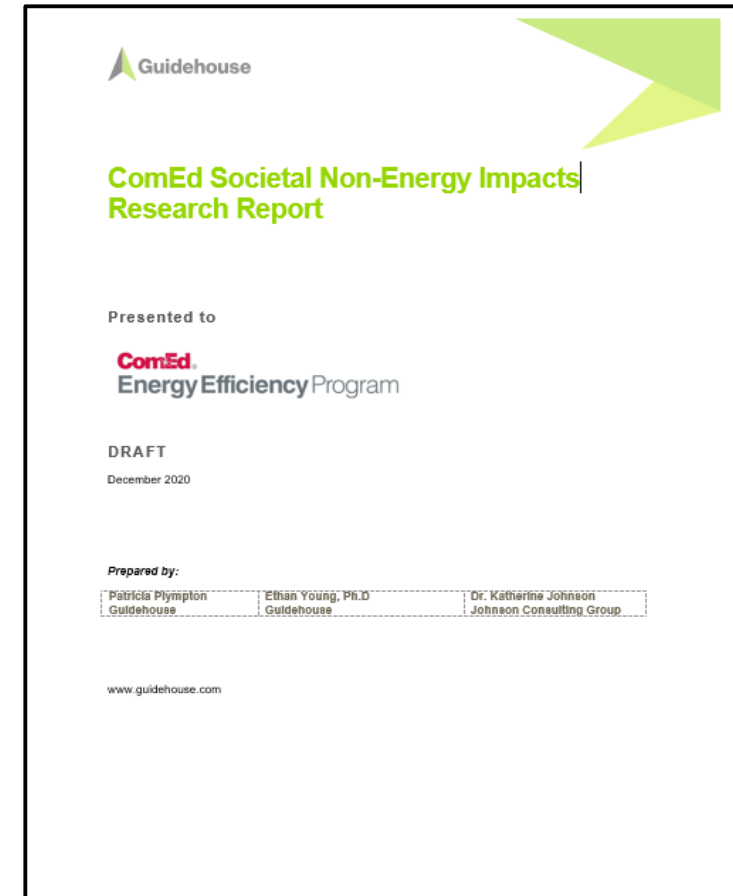 Guidehouse
ComEd Societal Non-Energy Impacts
Research Report
Presented to
ComEd®
Energy Efficiency Program
DRAFT
December 2020
Prepared by:
Patricia Plympton Ethan Young, Ph.D Dr. Katherine Johnson
Guidehouse Guidehouse Johnson Consulting Group
www.guidehouse.com